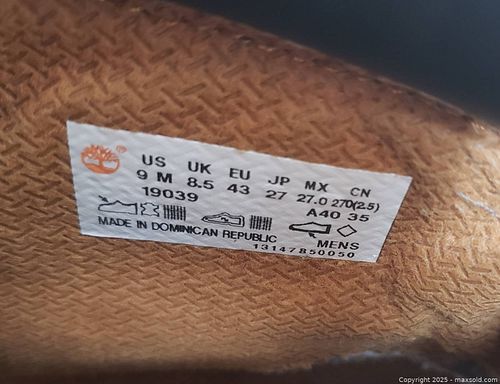 US UK EU JP MX CN
9 M 8.5 43 27 27.0 270(2.5)
19039 A40 35
MADE IN DOMINICAN REPUBLIC MENS
13147850050
Copyright © 2025 - maxsold.com